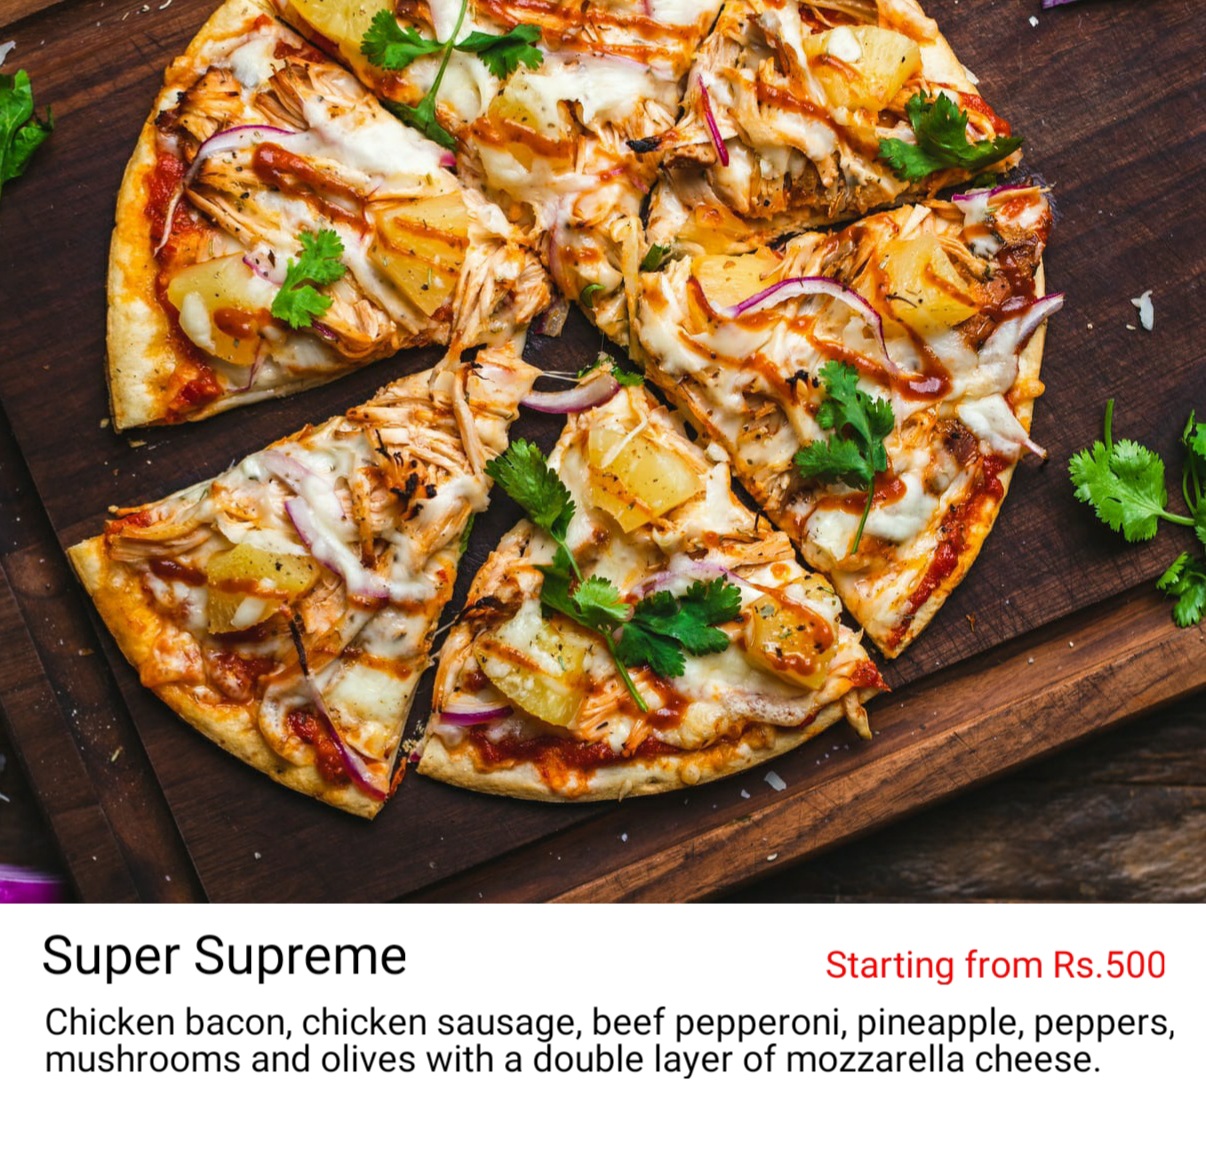 Super Supreme
Starting from Rs.500
Chicken bacon, chicken sausage, beef pepperoni, pineapple, peppers,
mushrooms and olives with a double layer of mozzarella cheese.